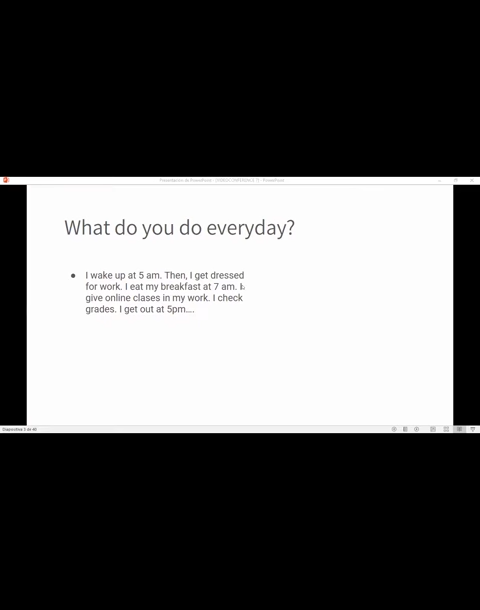 What do you do everyday?
● I wake up at 5 am. Then, I get dressed
for work. I eat my breakfast at 7 am. I
give online clases in my work. I check
grades. I get out at 5pm....